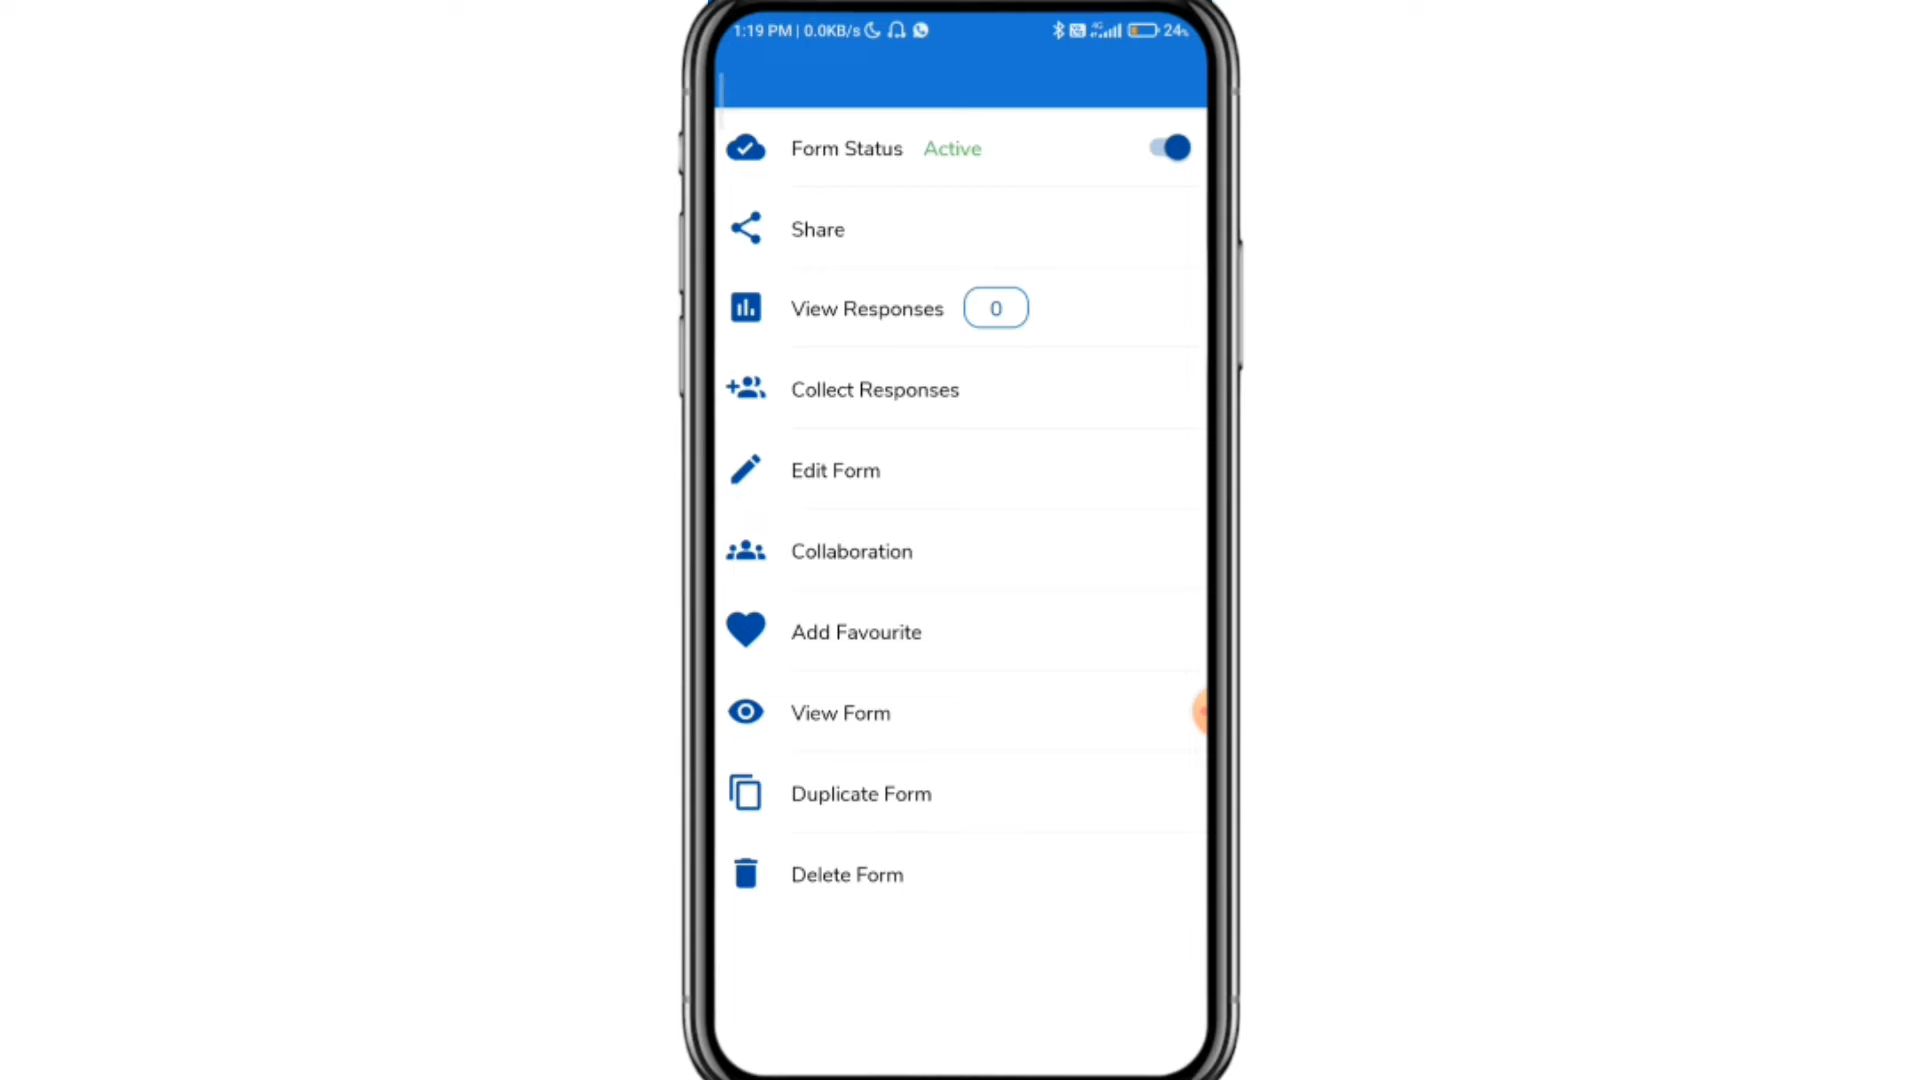 1:19 PM | 0.0KB/s 4G 24%
Form Status Active
Share
View Responses 0
Collect Responses
Edit Form
Collaboration
Add Favourite
View Form
Duplicate Form
Delete Form